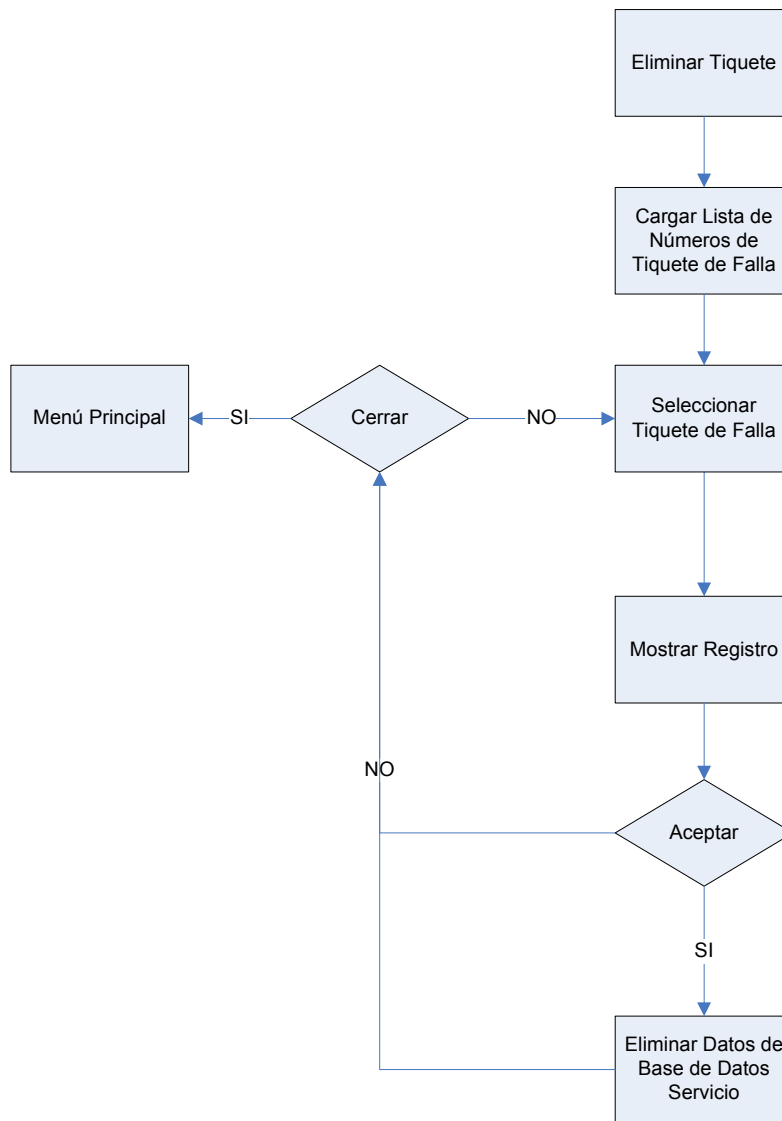 Eliminar Tiquete
Cargar Lista de
Números de
Tiquete de Falla
Menú Principal
SI
Cerrar
NO
Seleccionar
Tiquete de Falla
Mostrar Registro
NO
Aceptar
SI
Eliminar Datos de
Base de Datos
Servicio